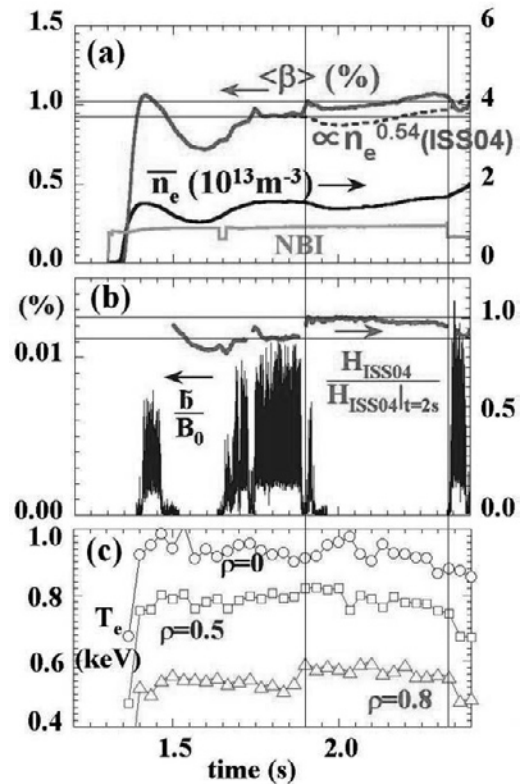 (a)
6
1.5
<β> (%)
1.0
4
∝n_e^0.54(ISS04)
n̅_e (10^13m^-3)
0.5
2
NBI
0.0
0
(%)
(b)
1.0
0.01
H_ISS04
b̃
H_ISS04|t=2s
0.5
B_0
0.00
0.0
1.0
(c)
ρ=0
0.8
T_e
ρ=0.5
(keV)
0.6
ρ=0.8
0.4
1.5
2.0
time (s)